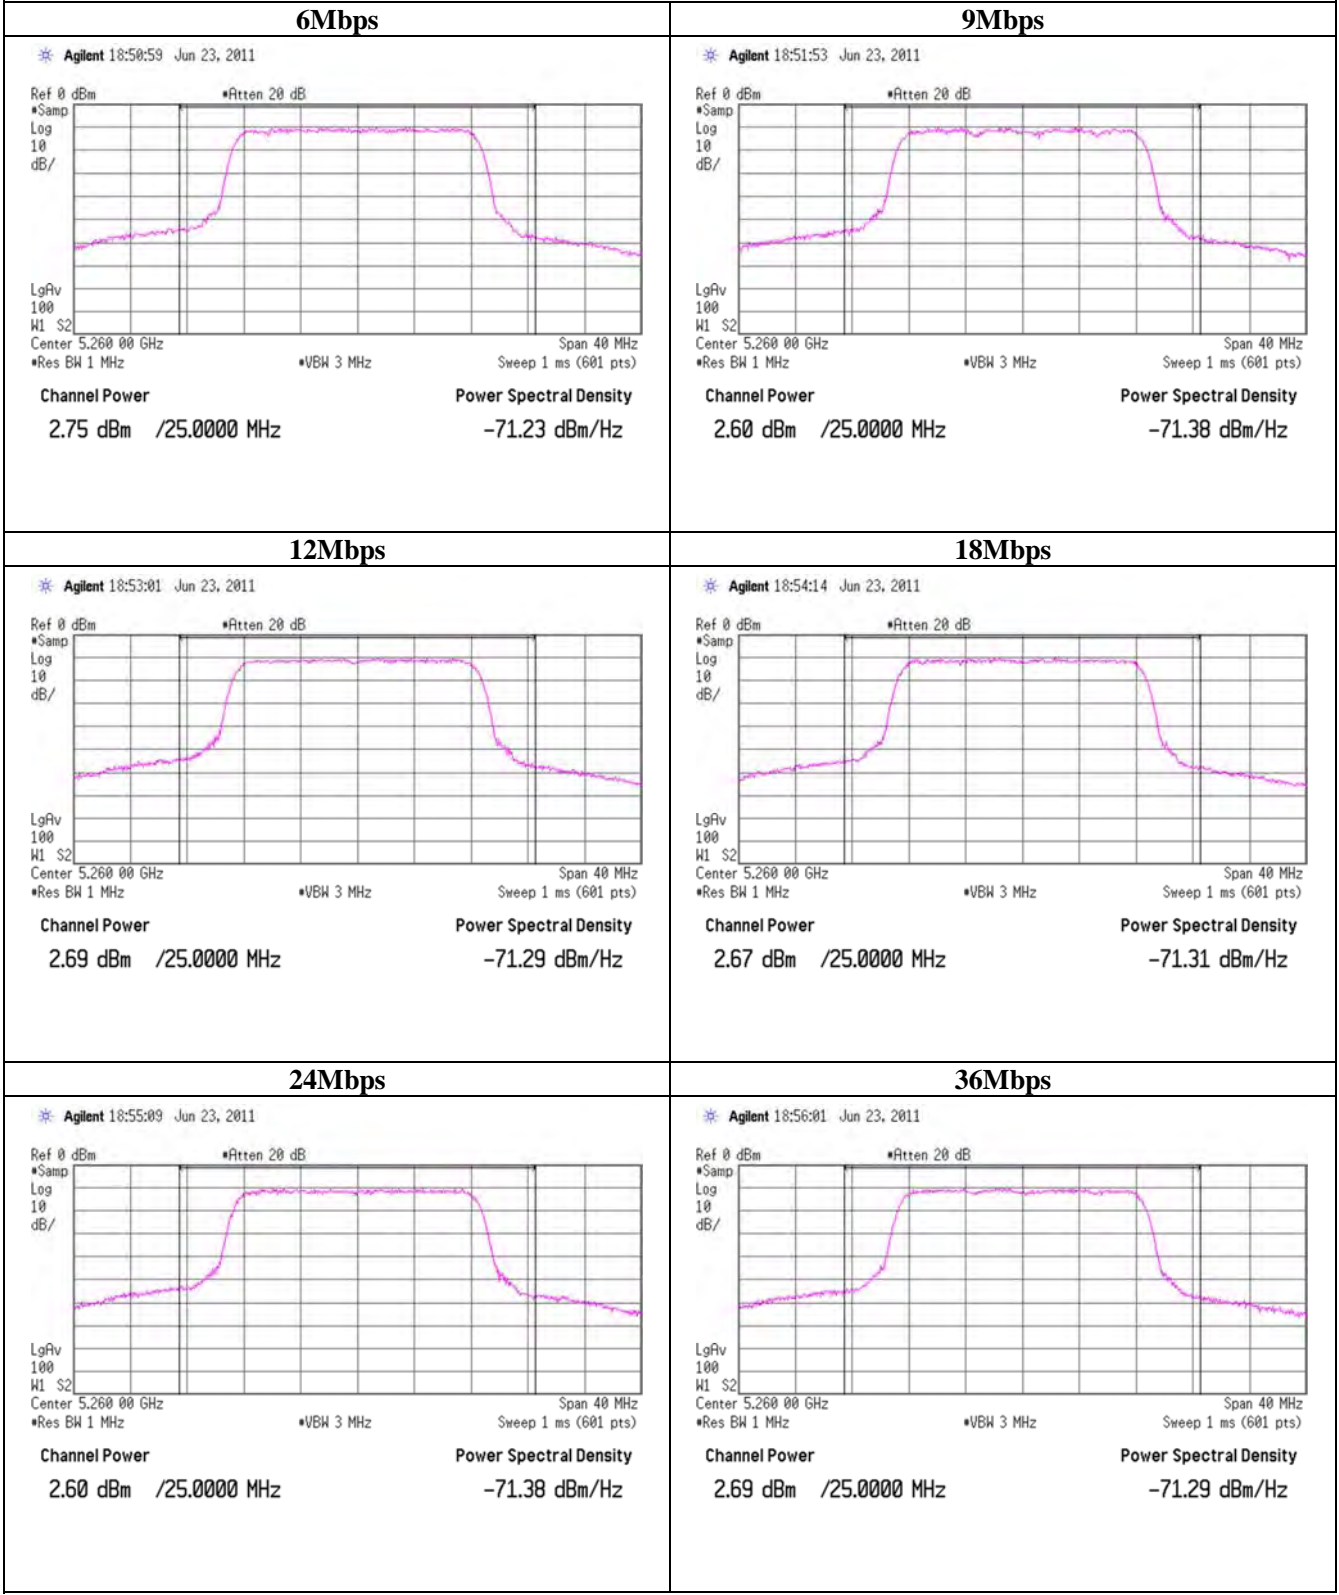 6Mbps
Agilent 18:50:59 Jun 23, 2011
Ref 0 dBm #Atten 20 dB
#Samp
Log
10
dB/
LgAv
100
W1 S2
Center 5.260 00 GHz Span 40 MHz
#Res BW 1 MHz #VBW 3 MHz Sweep 1 ms (601 pts)
Channel Power Power Spectral Density
2.75 dBm /25.0000 MHz -71.23 dBm/Hz
9Mbps
Agilent 18:51:53 Jun 23, 2011
Ref 0 dBm #Atten 20 dB
#Samp
Log
10
dB/
LgAv
100
W1 S2
Center 5.260 00 GHz Span 40 MHz
#Res BW 1 MHz #VBW 3 MHz Sweep 1 ms (601 pts)
Channel Power Power Spectral Density
2.60 dBm /25.0000 MHz -71.38 dBm/Hz
12Mbps
Agilent 18:53:01 Jun 23, 2011
Ref 0 dBm #Atten 20 dB
#Samp
Log
10
dB/
LgAv
100
W1 S2
Center 5.260 00 GHz Span 40 MHz
#Res BW 1 MHz #VBW 3 MHz Sweep 1 ms (601 pts)
Channel Power Power Spectral Density
2.69 dBm /25.0000 MHz -71.29 dBm/Hz
18Mbps
Agilent 18:54:14 Jun 23, 2011
Ref 0 dBm #Atten 20 dB
#Samp
Log
10
dB/
LgAv
100
W1 S2
Center 5.260 00 GHz Span 40 MHz
#Res BW 1 MHz #VBW 3 MHz Sweep 1 ms (601 pts)
Channel Power Power Spectral Density
2.67 dBm /25.0000 MHz -71.31 dBm/Hz
24Mbps
Agilent 18:55:09 Jun 23, 2011
Ref 0 dBm #Atten 20 dB
#Samp
Log
10
dB/
LgAv
100
W1 S2
Center 5.260 00 GHz Span 40 MHz
#Res BW 1 MHz #VBW 3 MHz Sweep 1 ms (601 pts)
Channel Power Power Spectral Density
2.60 dBm /25.0000 MHz -71.38 dBm/Hz
36Mbps
Agilent 18:56:01 Jun 23, 2011
Ref 0 dBm #Atten 20 dB
#Samp
Log
10
dB/
LgAv
100
W1 S2
Center 5.260 00 GHz Span 40 MHz
#Res BW 1 MHz #VBW 3 MHz Sweep 1 ms (601 pts)
Channel Power Power Spectral Density
2.69 dBm /25.0000 MHz -71.29 dBm/Hz